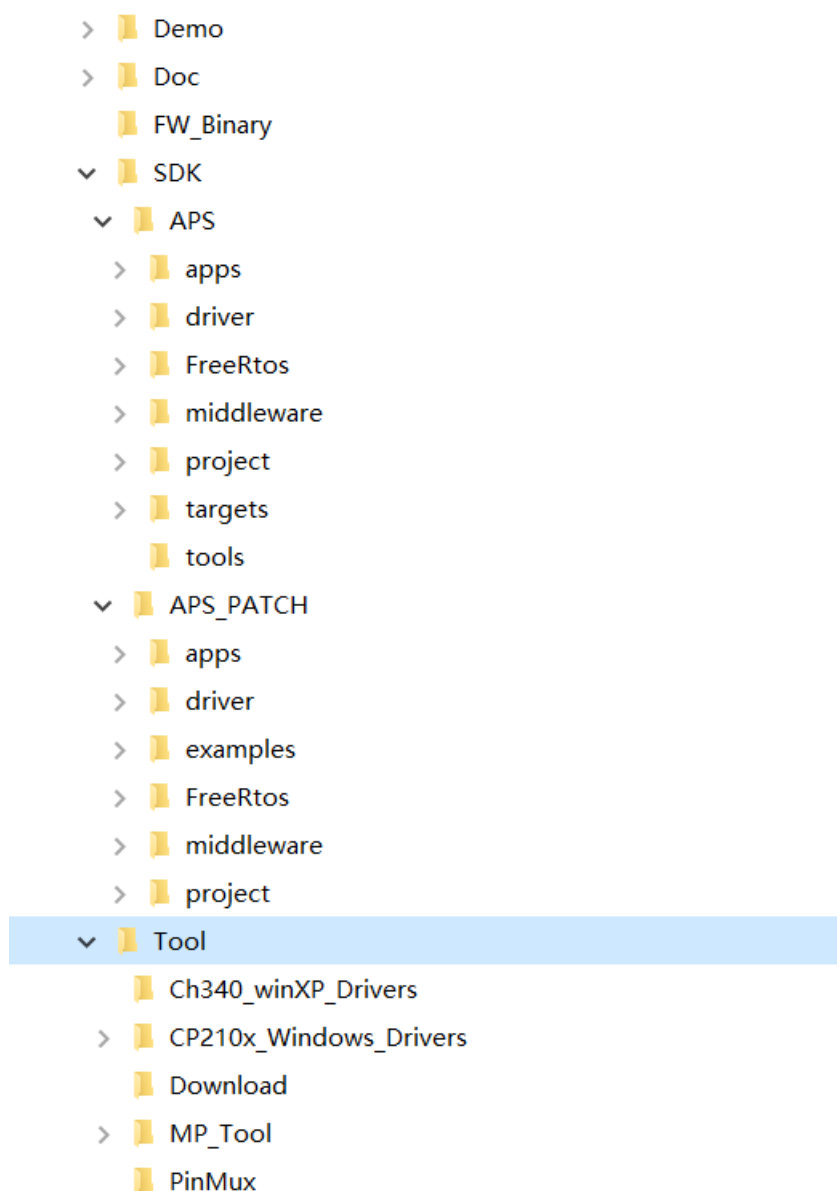 Demo
Doc
FW_Binary
SDK
APS
apps
driver
FreeRtos
middleware
project
targets
tools
APS_PATCH
apps
driver
examples
FreeRtos
middleware
project
Tool
Ch340_winXP_Drivers
CP210x_Windows_Drivers
Download
MP_Tool
PinMux